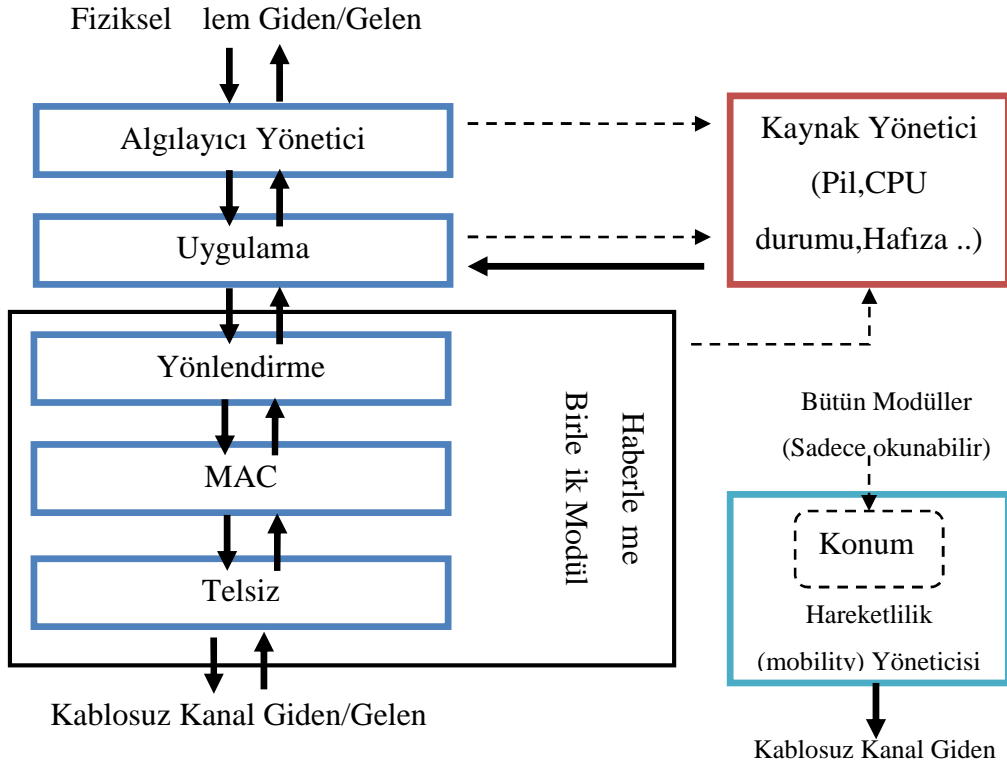 Fiziksel lem Giden/Gelen
Algılayıcı Yönetici
Uygulama
Yönlendirme
MAC
Telsiz
Haberle me
Birle ik Modül
Kablosuz Kanal Giden/Gelen
Kaynak Yönetici
(Pil,CPU
durumu,Hafıza ..)
Bütün Modüller
(Sadece okunabilir)
Konum
Hareketlilik
(mobility) Yöneticisi
Kablosuz Kanal Giden